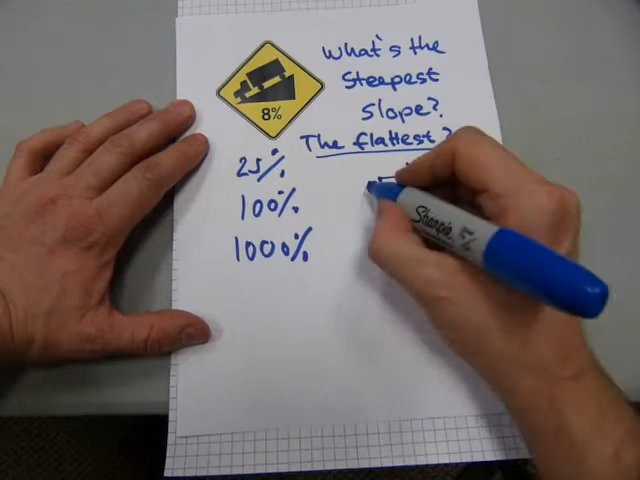 What's the
Steepest
Slope?
The flattest?
8%
25%
100%
1000%
Sharpie